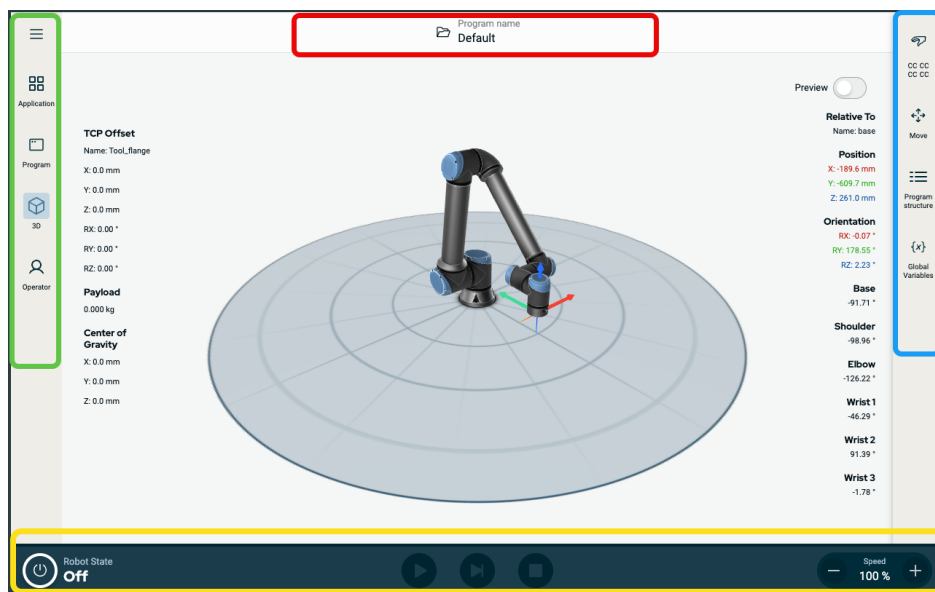 Program name
Default
Application
Program
3D
Operator
TCP Offset
Name: Tool_flange
X: 0.0 mm
Y: 0.0 mm
Z: 0.0 mm
RX: 0.00 °
RY: 0.00 °
RZ: 0.00 °
Payload
0.000 kg
Center of
Gravity
X: 0.0 mm
Y: 0.0 mm
Z: 0.0 mm
Preview
Relative To
Name: base
Position
X: -189.6 mm
Y: -609.7 mm
Z: 261.0 mm
Orientation
RX: -0.07 °
RY: 178.55 °
RZ: 2.23 °
Base
-91.71 °
Shoulder
-98.96 °
Elbow
-126.22 °
Wrist 1
-46.29 °
Wrist 2
91.39 °
Wrist 3
-1.78 °
CC CC
CC CC
Move
Program
structure
{x}
Global
Variables
Robot State
Off
Speed
100 %